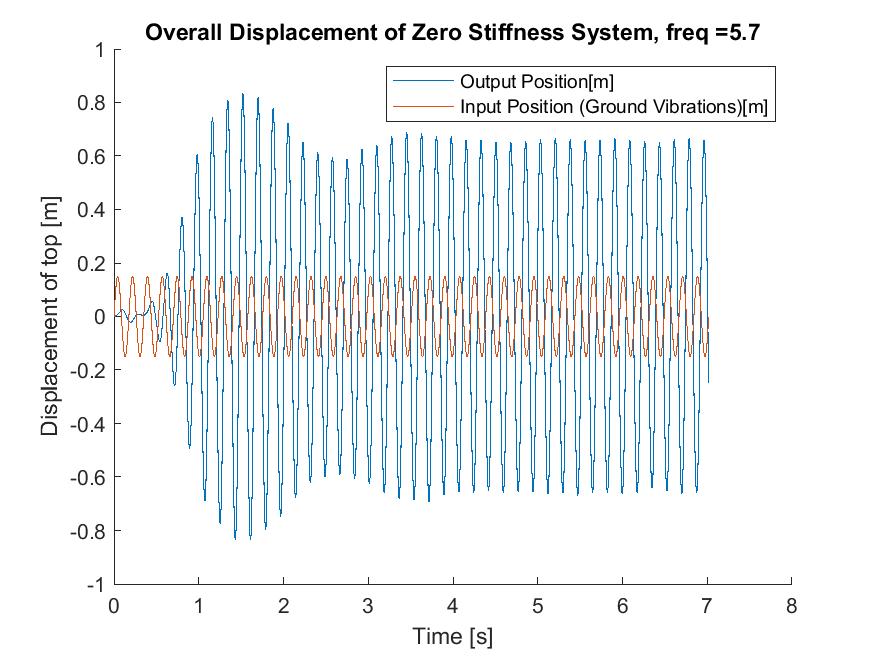 Overall Displacement of Zero Stiffness System, freq =5.7
Output Position[m]
Input Position (Ground Vibrations)[m]
Displacement of top [m]
1
0.8
0.6
0.4
0.2
0
-0.2
-0.4
-0.6
-0.8
-1
0 1 2 3 4 5 6 7 8
Time [s]